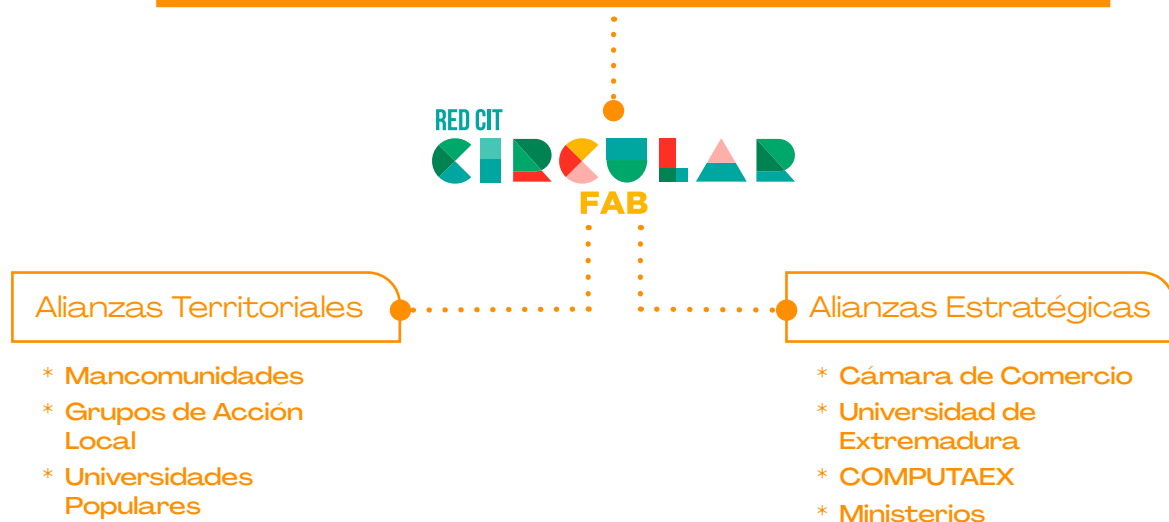 RED CIT
CIRCULAR
FAB
Alianzas Territoriales
* Mancomunidades
* Grupos de Acción
Local
* Universidades
Populares
Alianzas Estratégicas
* Cámara de Comercio
* Universidad de
Extremadura
* COMPUTAEX
* Ministerios